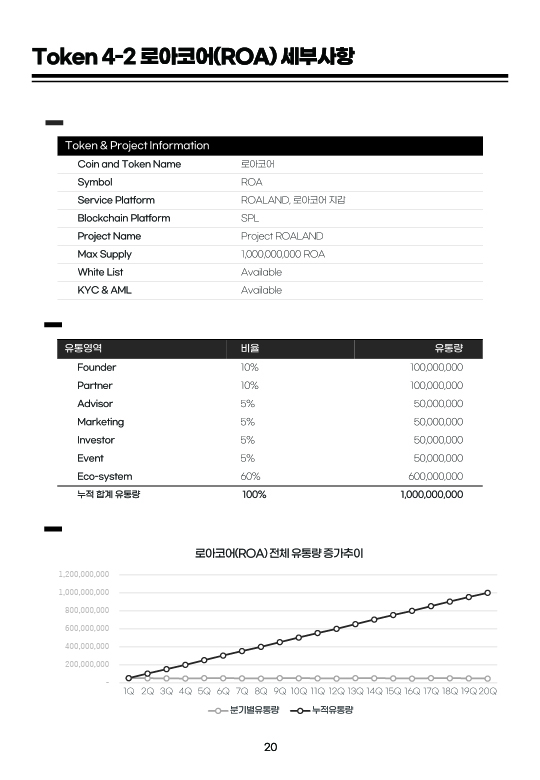 Token 4-2 로아코어(ROA) 세부사항
Token & Project Information
Coin and Token Name 로아코어
Symbol ROA
Service Platform ROALAND, 로아코어 지갑
Blockchain Platform SPL
Project Name Project ROALAND
Max Supply 1,000,000,000 ROA
White List Available
KYC & AML Available
유통영역 비율 유통량
Founder 10% 100,000,000
Partner 10% 100,000,000
Advisor 5% 50,000,000
Marketing 5% 50,000,000
Investor 5% 50,000,000
Event 5% 50,000,000
Eco-system 60% 600,000,000
누적 합계 유통량 100% 1,000,000,000
로아코어(ROA) 전체 유통량 증가추이
1,200,000,000
1,000,000,000
800,000,000
600,000,000
400,000,000
200,000,000
-
1Q 2Q 3Q 4Q 5Q 6Q 7Q 8Q 9Q 10Q 11Q 12Q 13Q 14Q 15Q 16Q 17Q 18Q 19Q 20Q
분기별유통량 누적유통량
20